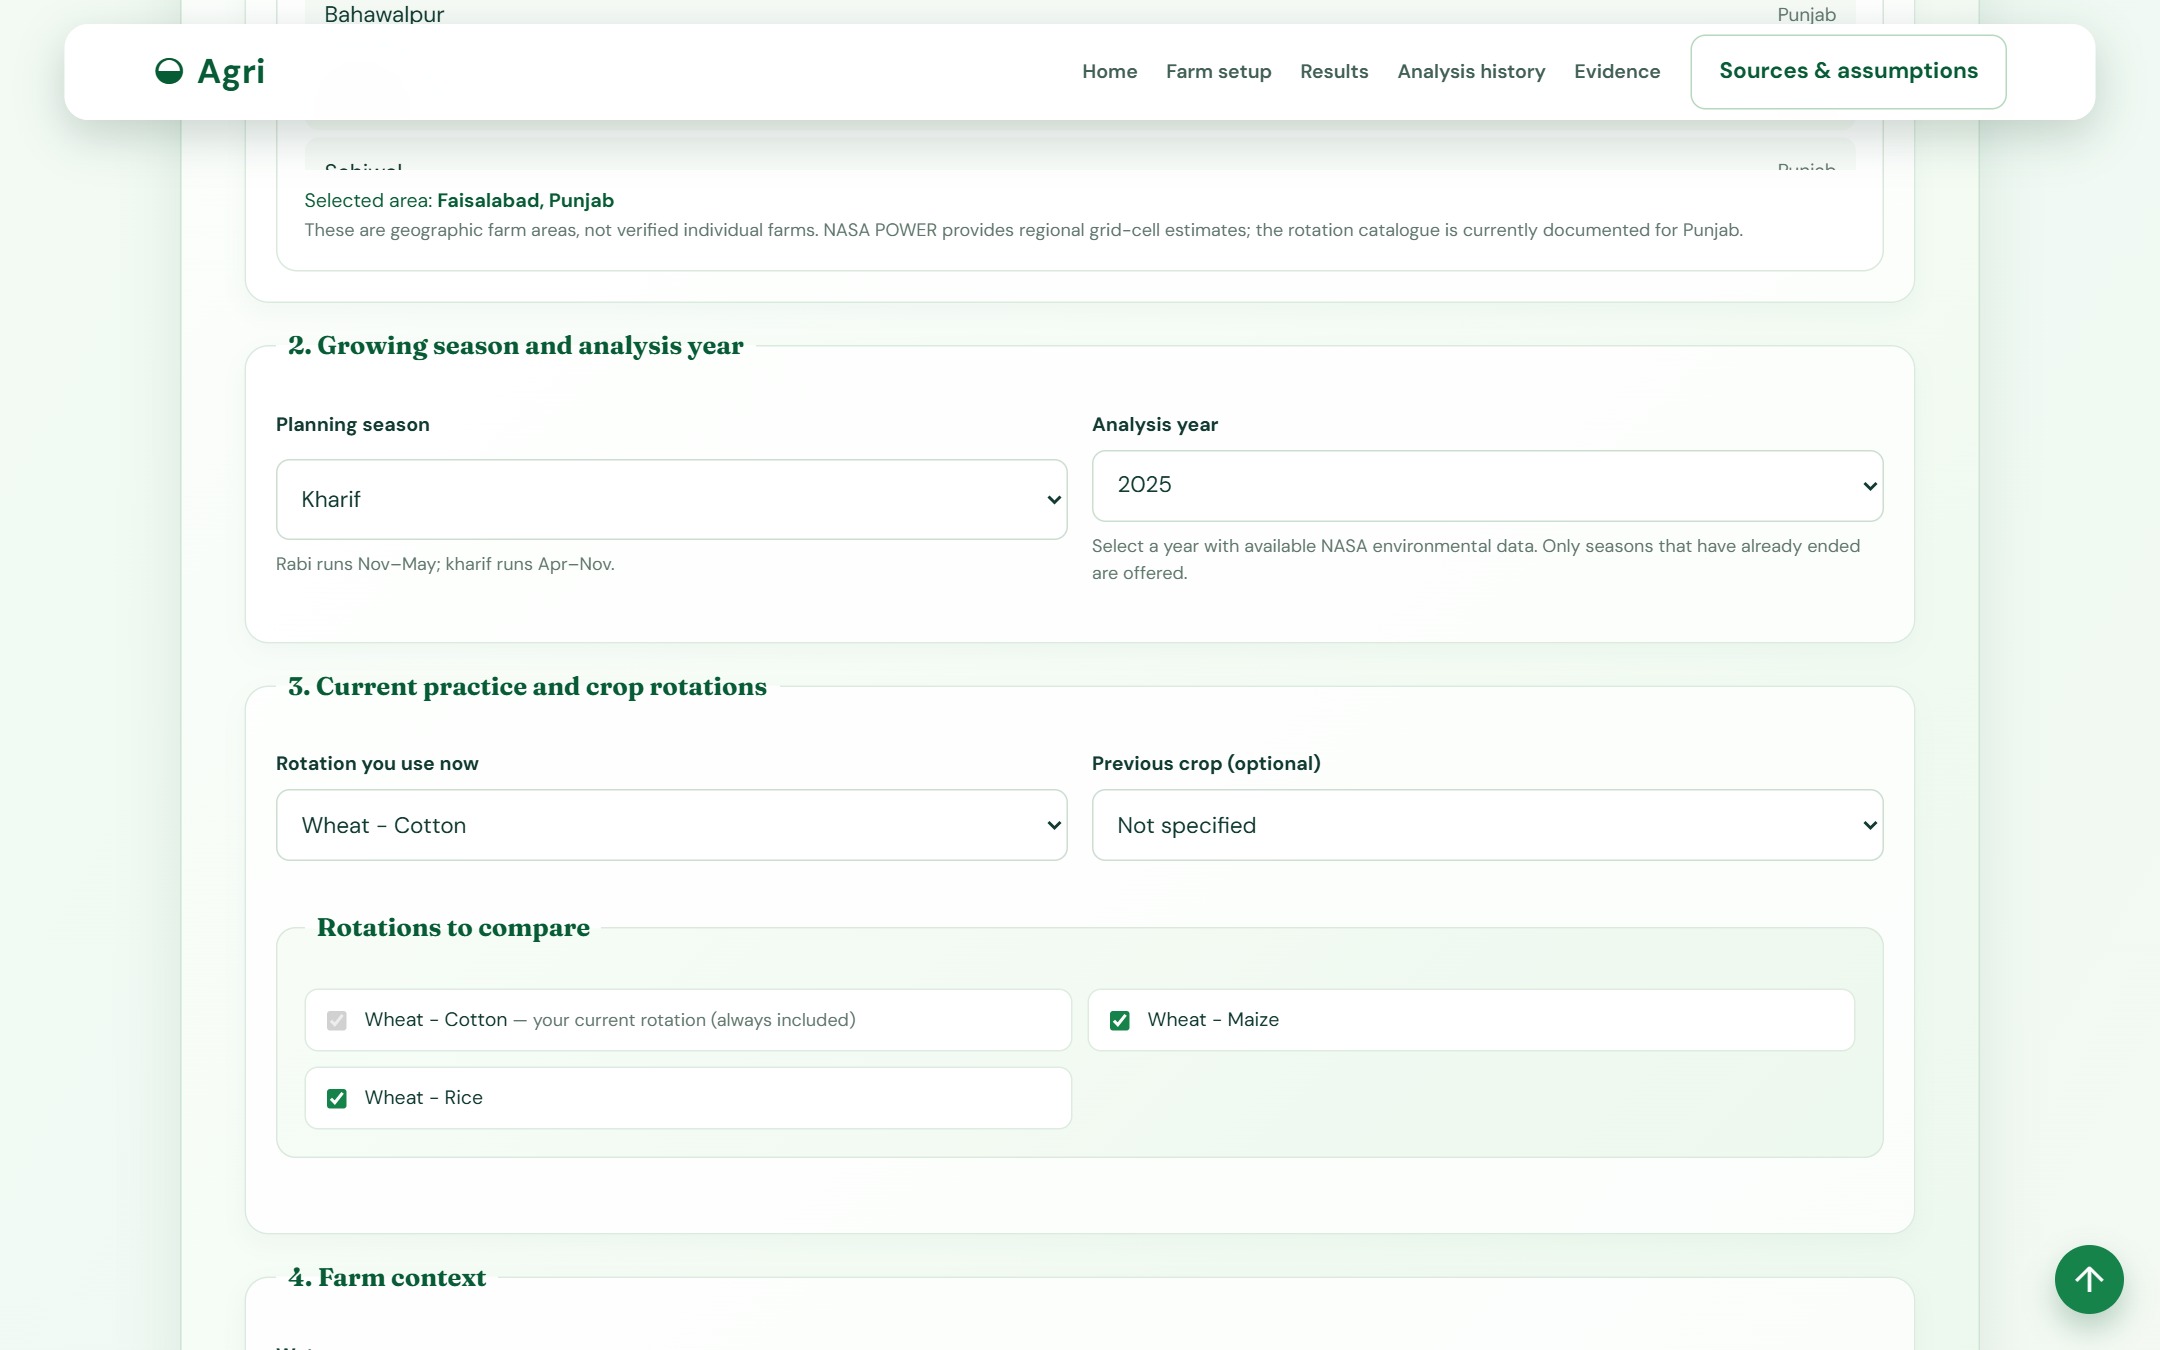 Bahawalpur Punjab
Agri Home Farm setup Results Analysis history Evidence Sources & assumptions
Selected area: Faisalabad, Punjab
These are geographic farm areas, not verified individual farms. NASA POWER provides regional grid-cell estimates; the rotation catalogue is currently documented for Punjab.
2. Growing season and analysis year
Planning season
Kharif
Rabi runs Nov–May; kharif runs Apr–Nov.
Analysis year
2025
Select a year with available NASA environmental data. Only seasons that have already ended
are offered.
3. Current practice and crop rotations
Rotation you use now
Wheat - Cotton
Previous crop (optional)
Not specified
Rotations to compare
Wheat - Cotton — your current rotation (always included)
Wheat - Maize
Wheat - Rice
4. Farm context